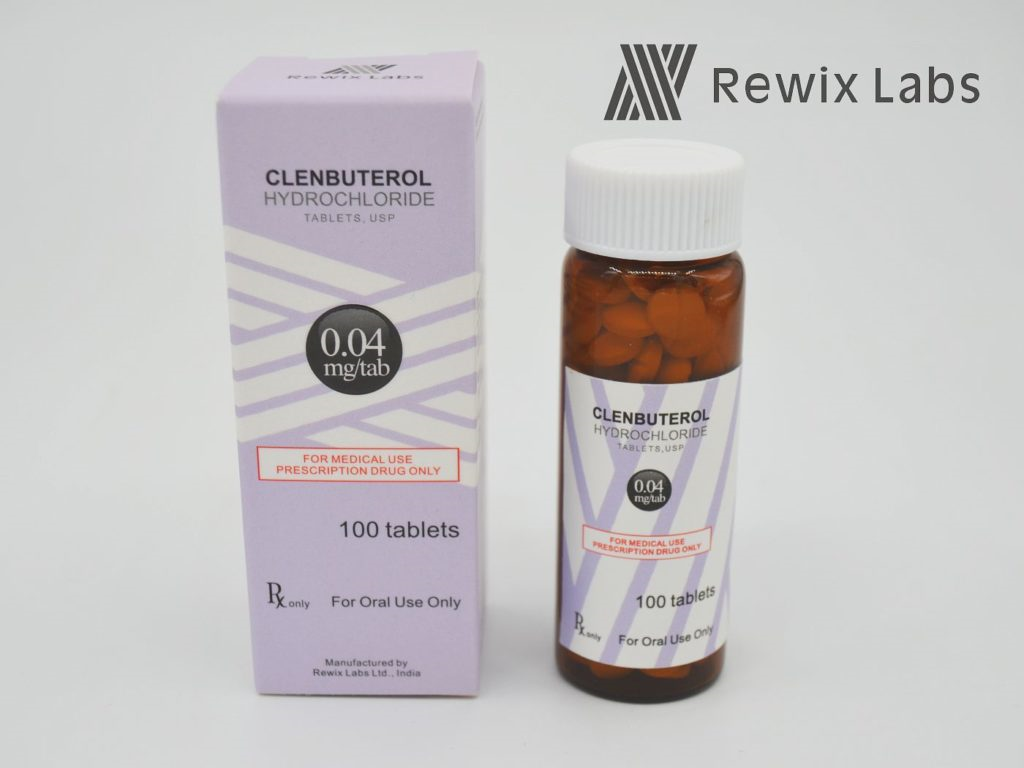 Rewix Labs
Rewix Labs
CLENBUTEROL
HYDROCHLORIDE
TABLETS, USP
0.04
mg/tab
FOR MEDICAL USE
PRESCRIPTION DRUG ONLY
100 tablets
Rx only
For Oral Use Only
Manufactured by
Rewix Labs Ltd., India
CLENBUTEROL
HYDROCHLORIDE
TABLETS,USP
0.04
mg/tab
FOR MEDICAL USE
PRESCRIPTION DRUG ONLY
100 tablets
Rx only
For Oral Use Only